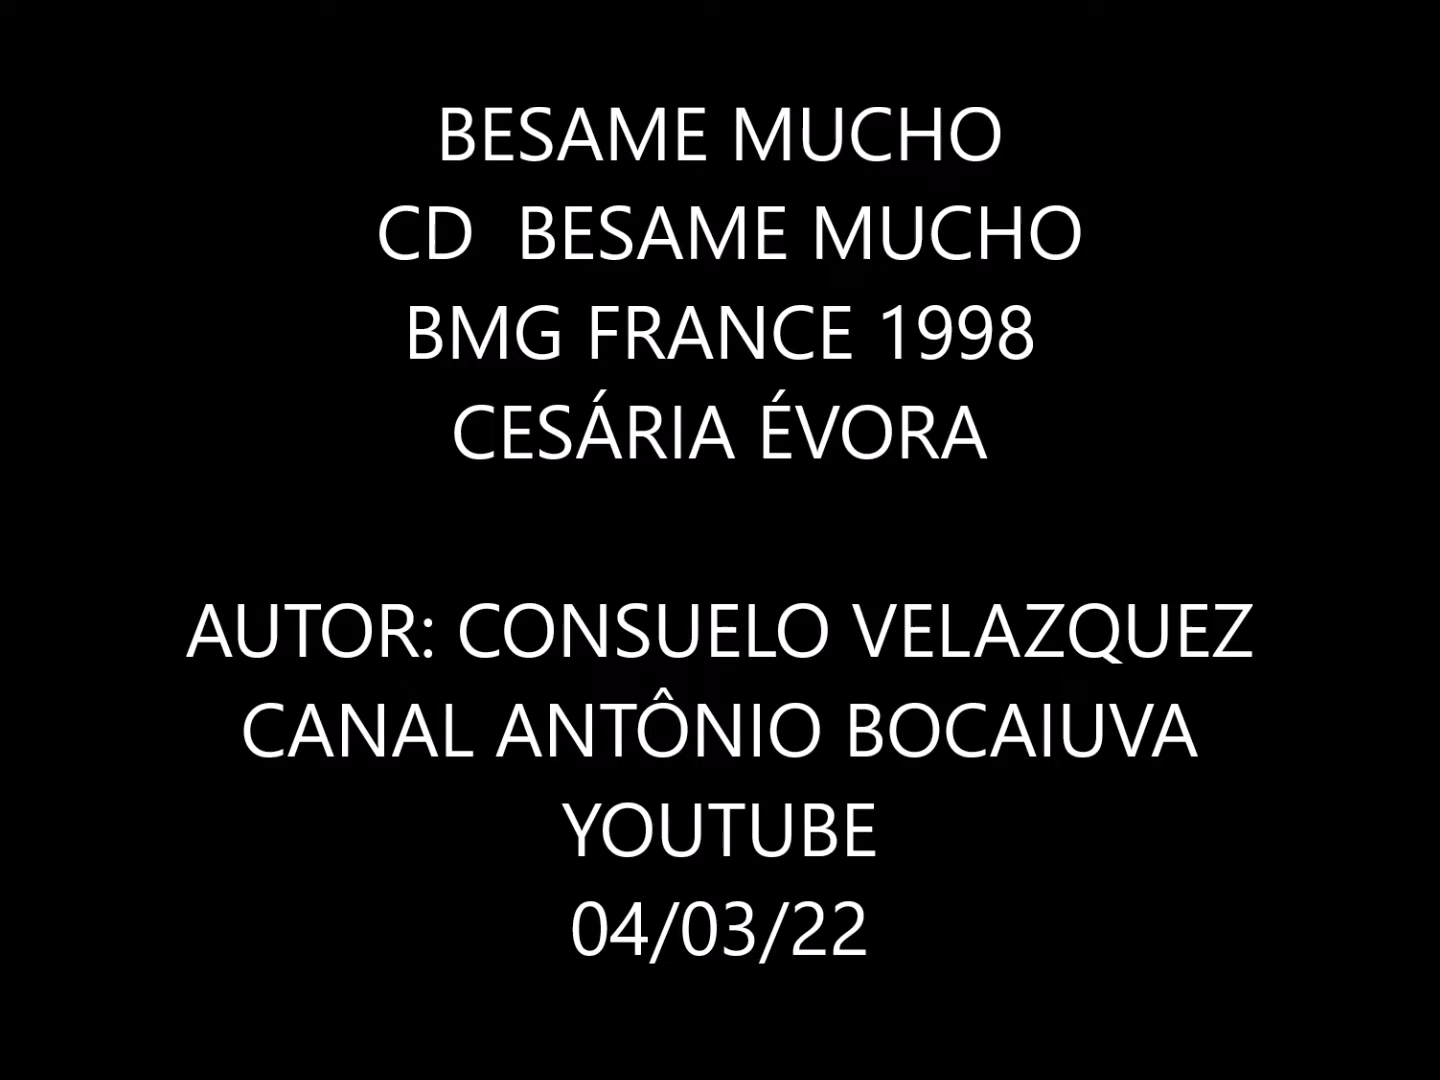 BESAME MUCHO
CD  BESAME MUCHO
BMG FRANCE 1998
CESÁRIA ÉVORA
AUTOR: CONSUELO VELAZQUEZ
CANAL ANTÔNIO BOCAIUVA
YOUTUBE
04/03/22